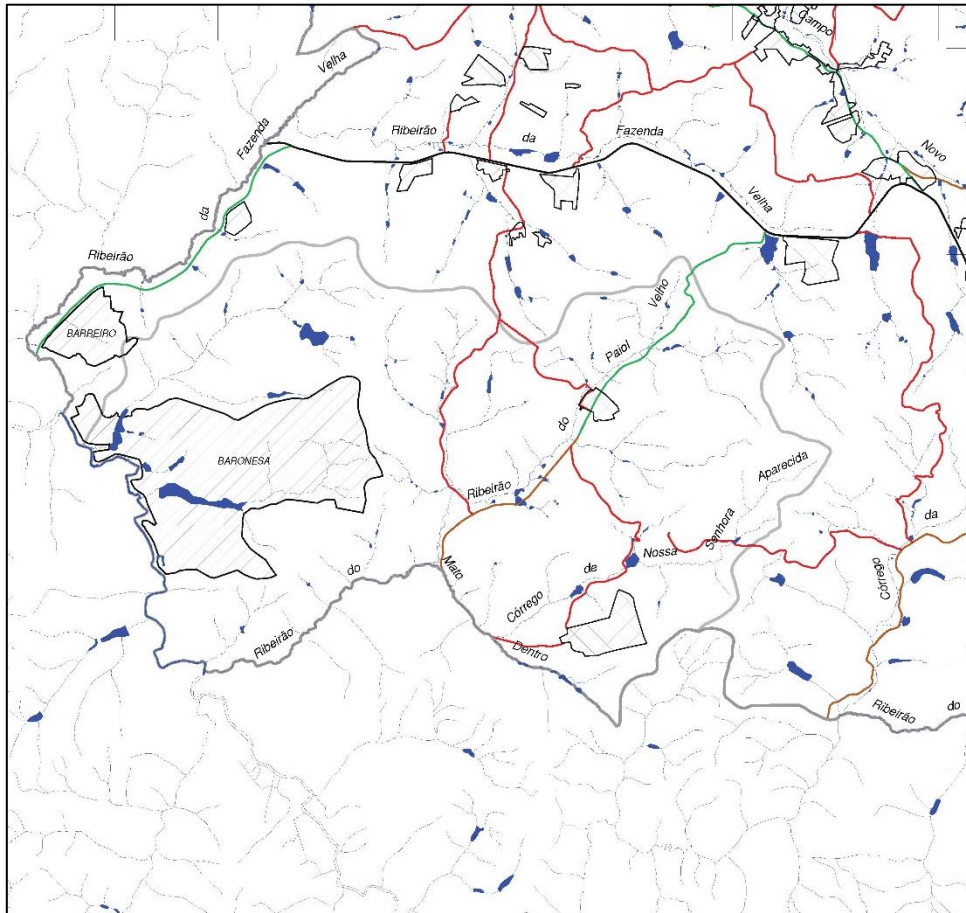 Campo
Novo
Velha
Fazenda
da
Ribeirão
Ribeirão
da
Fazenda
Velha
BARREIRO
BARONESA
Velho
Paiol
do
Ribeirão
Aparecida
Senhora
Nossa
de
Córrego
da
Córrego
Mato
Dentro
do
Ribeirão
Ribeirão
do